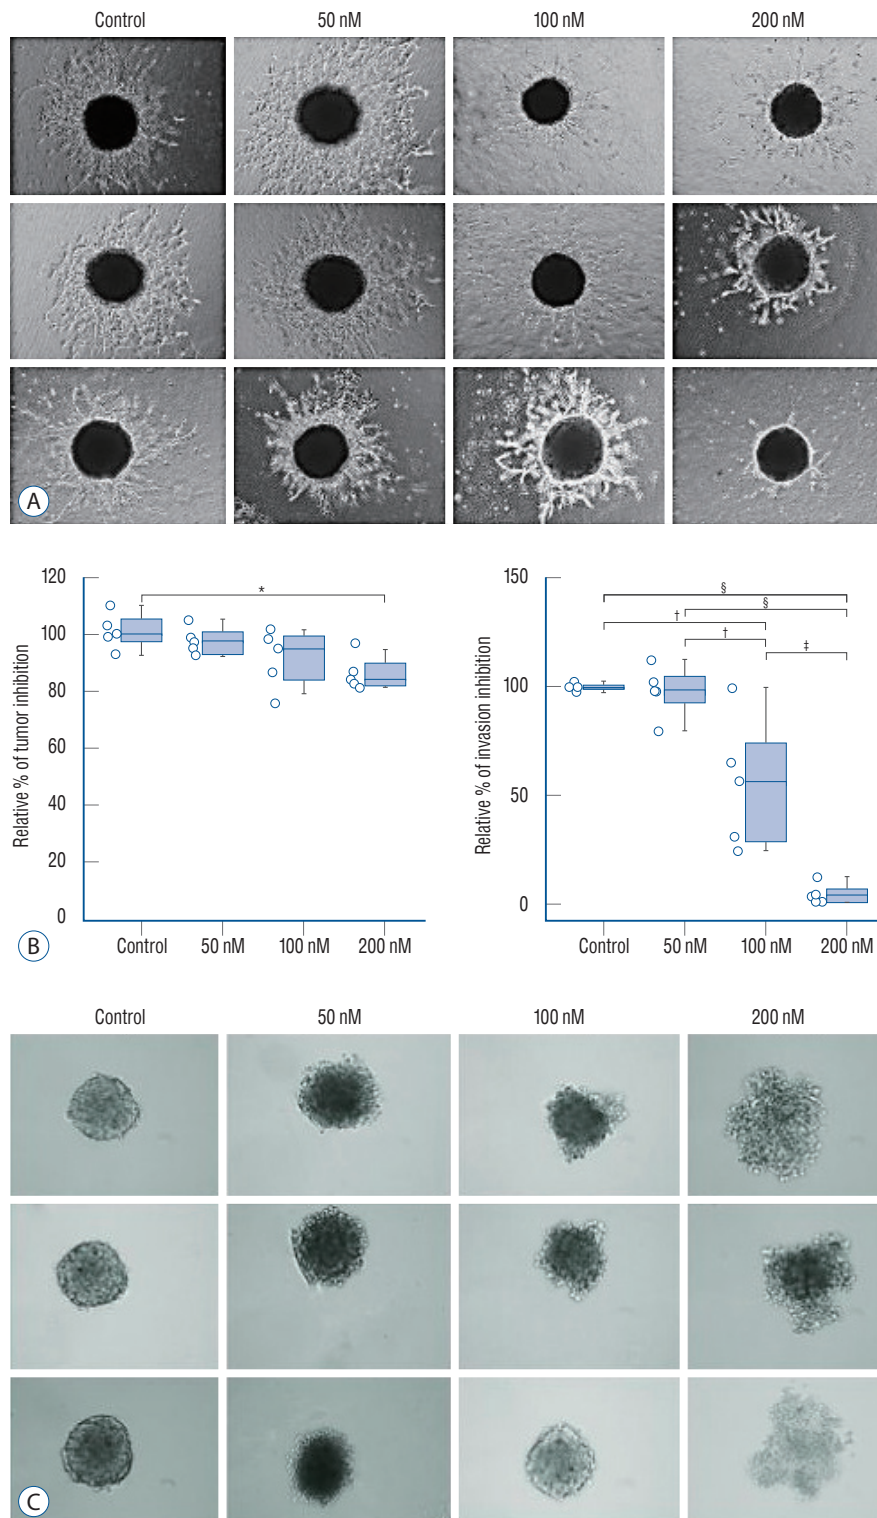 Control 50 nM 100 nM 200 nM
A
120
100
80
60
40
20
0
Relative % of tumor inhibition
*
Control 50 nM 100 nM 200 nM
B
150
100
50
0
Relative % of invasion inhibition
§
§
†
†
‡
Control 50 nM 100 nM 200 nM
Control 50 nM 100 nM 200 nM
C